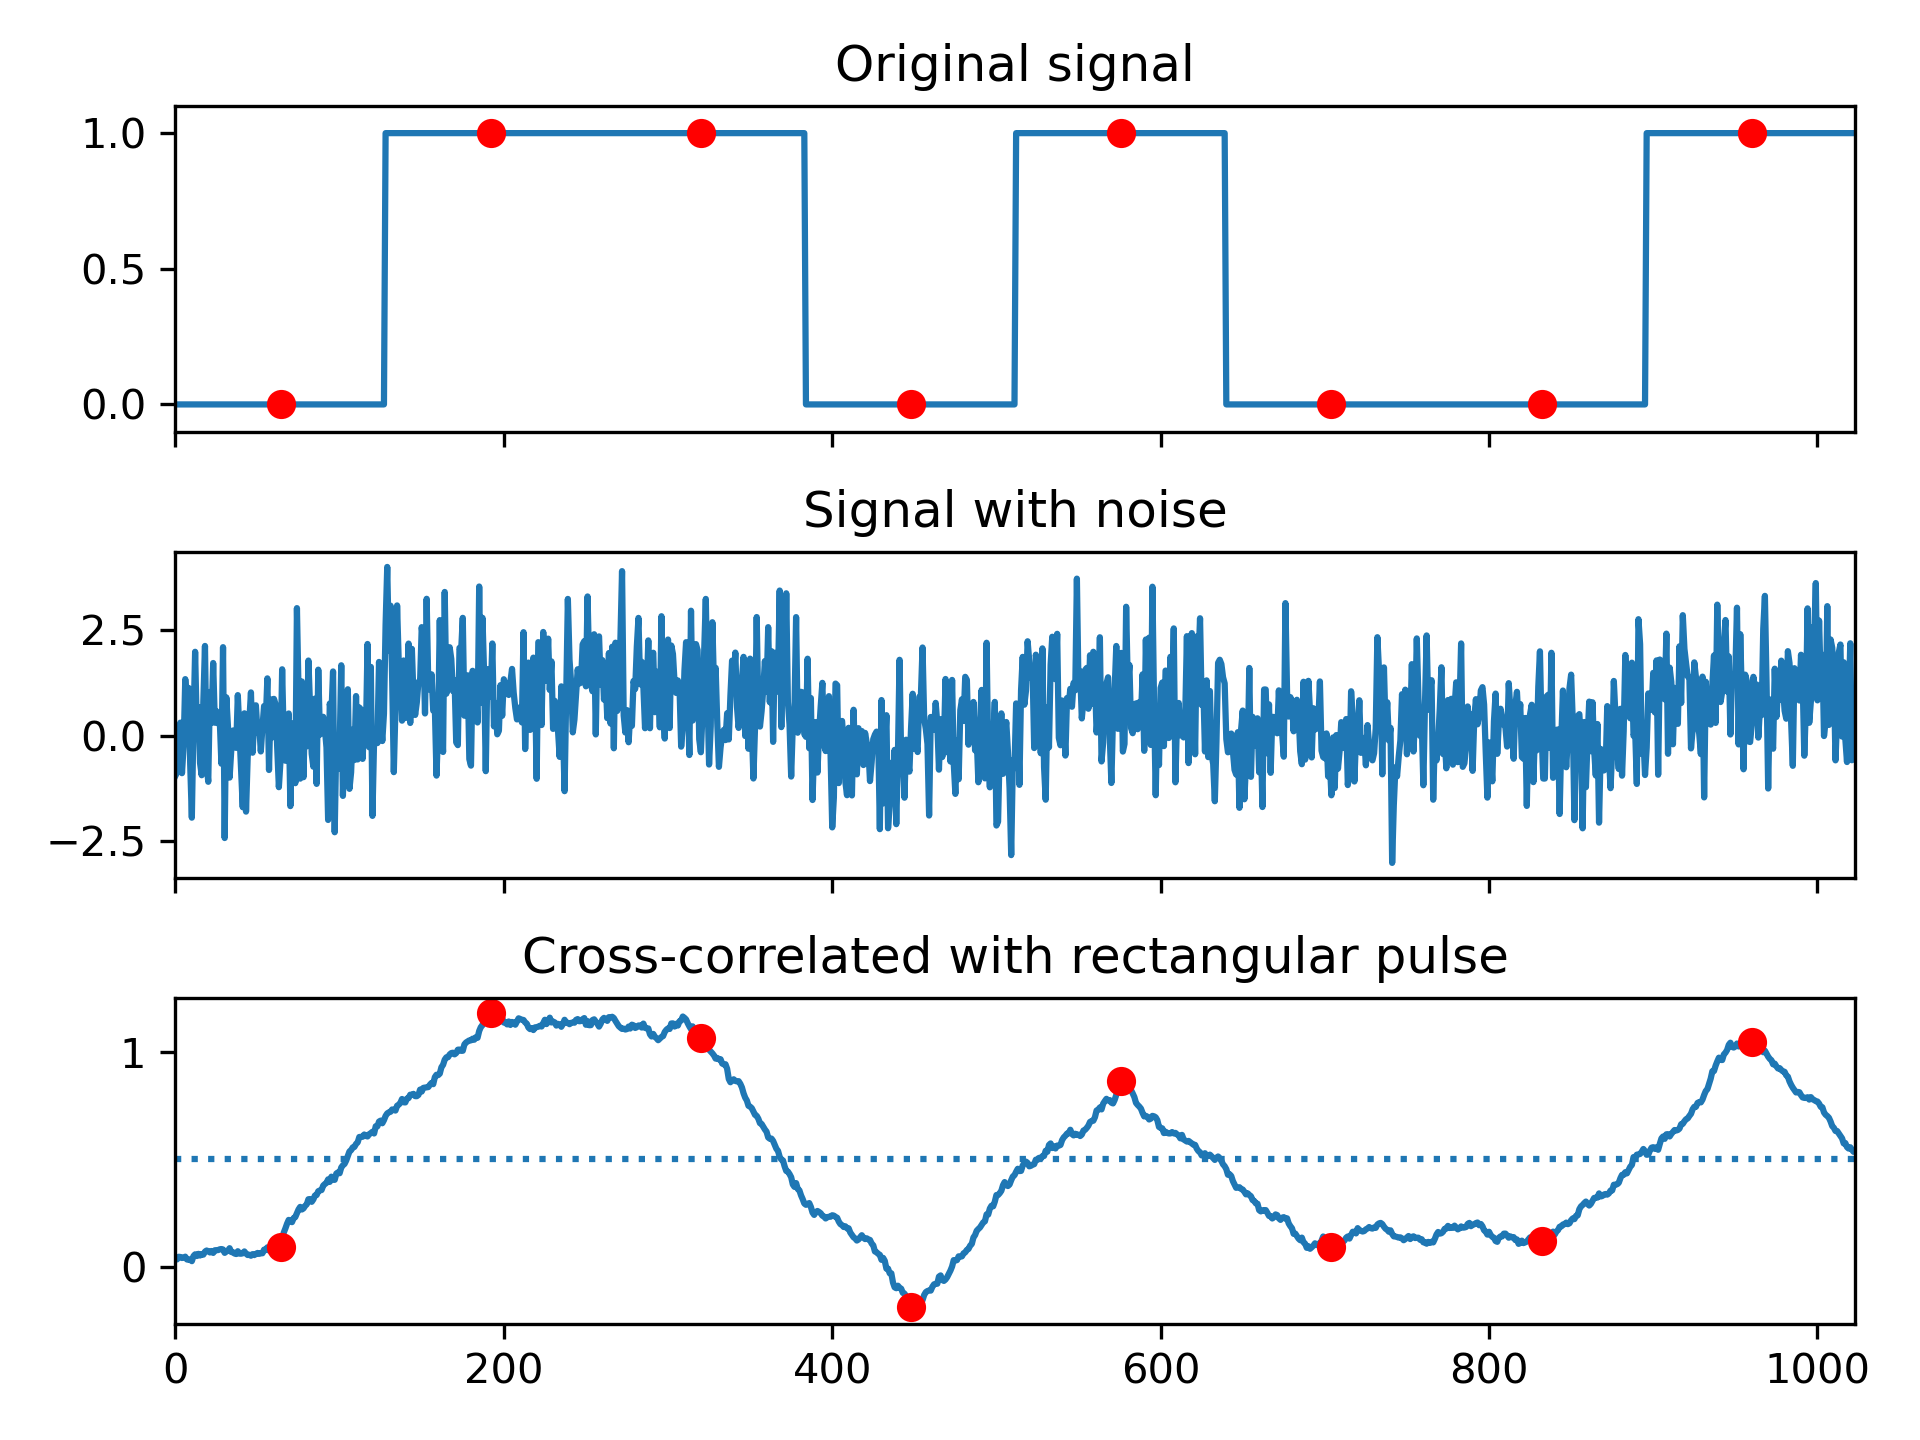 Original signal
1.0
0.5
0.0
Signal with noise
2.5
0.0
−2.5
Cross-correlated with rectangular pulse
1
0
0 200 400 600 800 1000